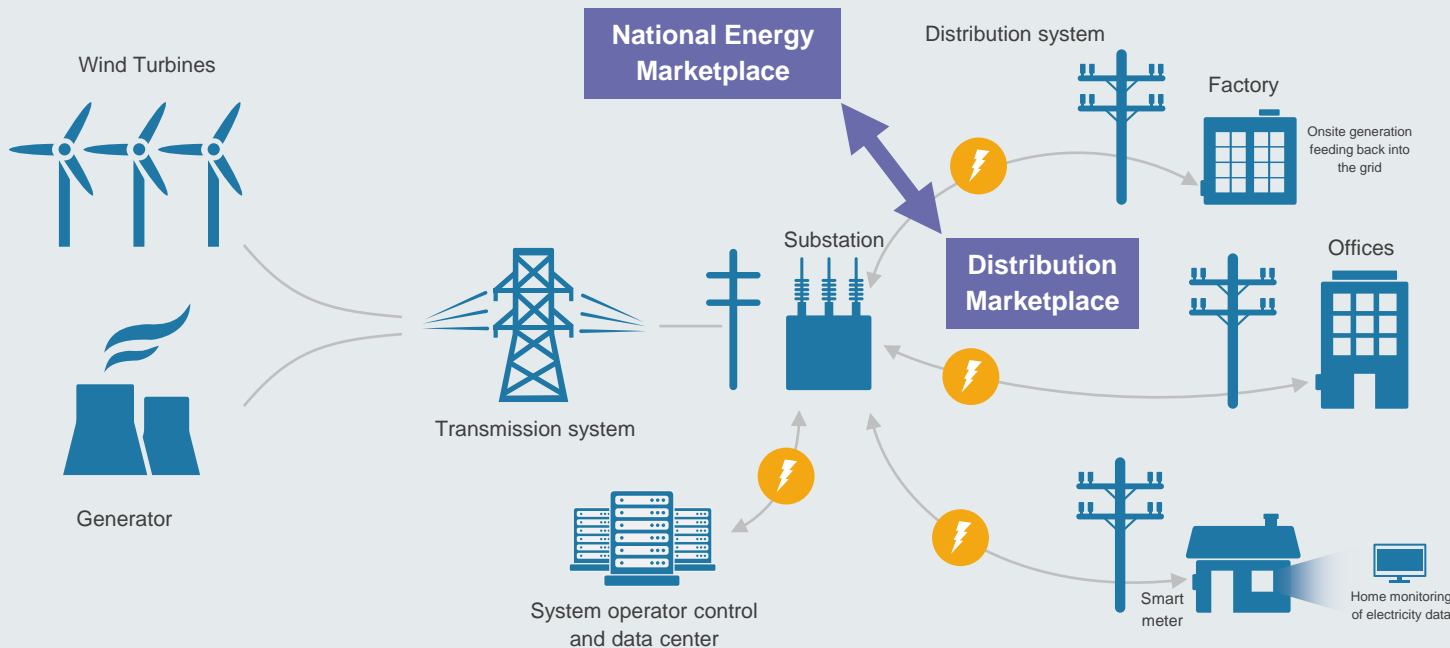 National Energy
Marketplace
Distribution system
Wind Turbines
Factory
Onsite generation
feeding back into
the grid
Substation
Offices
Distribution
Marketplace
Transmission system
Generator
System operator control
and data center
Smart
meter
Home monitoring
of electricity data